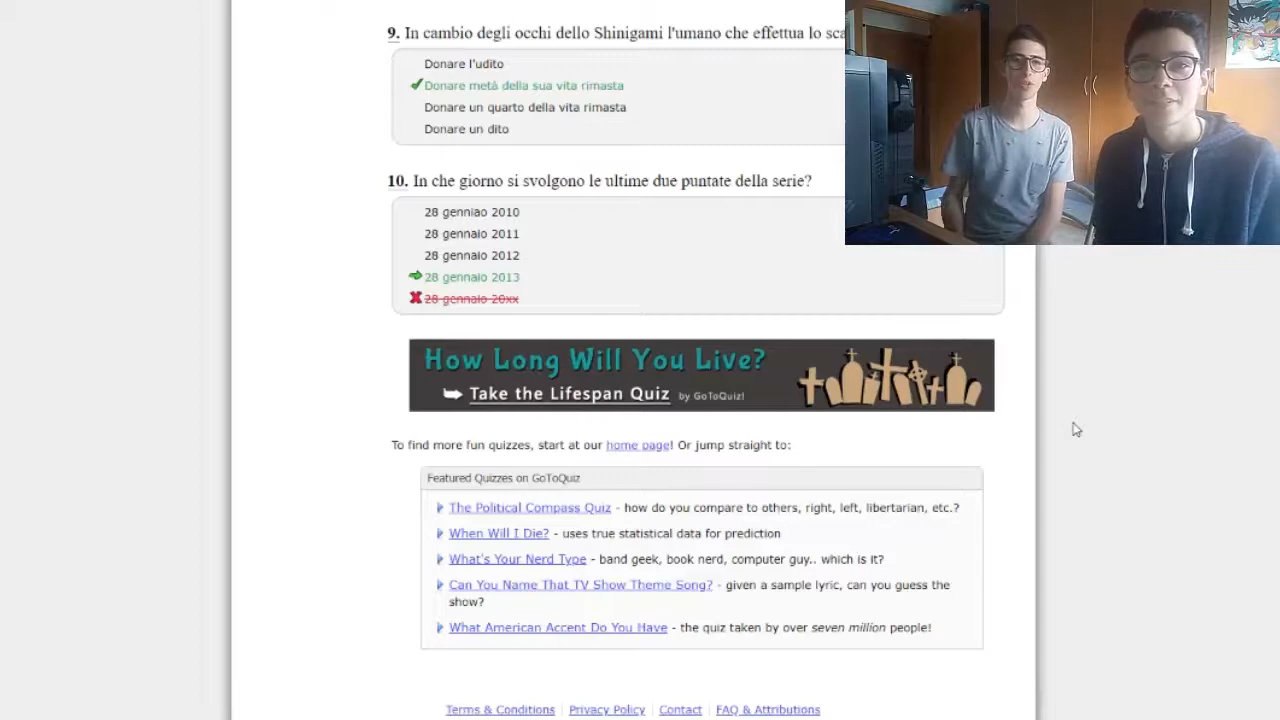 9. In cambio degli occhi dello Shinigami l'umano che effettua lo
Donare l'udito
Donare metà della sua vita rimasta
Donare un quarto della vita rimasta
Donare un dito
10. In che giorno si svolgono le ultime due puntate della serie?
28 genniao 2010
28 gennaio 2011
28 gennaio 2012
28 gennaio 2013
28 gennaio 20xx
How Long Will You Live?
Take the Lifespan Quiz by GoToQuiz!
To find more fun quizzes, start at our home page! Or jump straight to:
Featured Quizzes on GoToQuiz
The Political Compass Quiz - how do you compare to others, right, left, libertarian, etc.?
When Will I Die? - uses true statistical data for prediction
What's Your Nerd Type - band geek, book nerd, computer guy.. which is it?
Can You Name That TV Show Theme Song? - given a sample lyric, can you guess the
show?
What American Accent Do You Have - the quiz taken by over seven million people!
Terms & Conditions | Privacy Policy | Contact | FAQ & Attributions